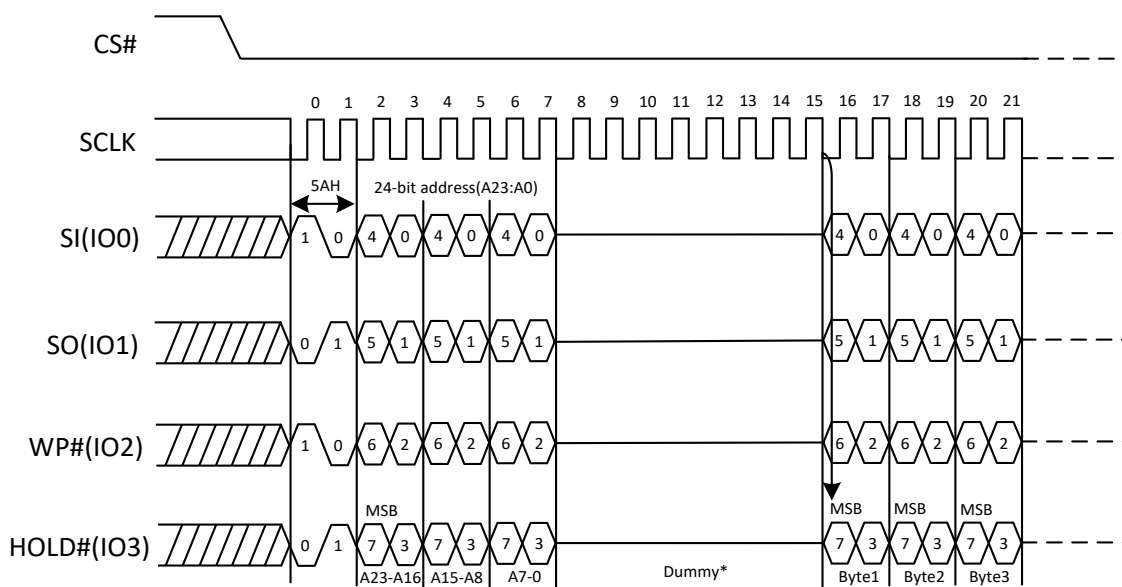 CS#
0 1 2 3 4 5 6 7 8 9 10 11 12 13 14 15 16 17 18 19 20 21
SCLK
5AH 24-bit address(A23:A0)
SI(IO0) 1 0 4 0 4 0 4 0 4 0 4 0 4 0
SO(IO1) 0 1 5 1 5 1 5 1 5 1 5 1 5 1
WP#(IO2) 1 0 6 2 6 2 6 2 6 2 6 2 6 2
MSB MSB MSB MSB
HOLD#(IO3) 0 1 7 3 7 3 7 3 7 3 7 3 7 3
A23-A16 A15-A8 A7-0 Dummy* Byte1 Byte2 Byte3